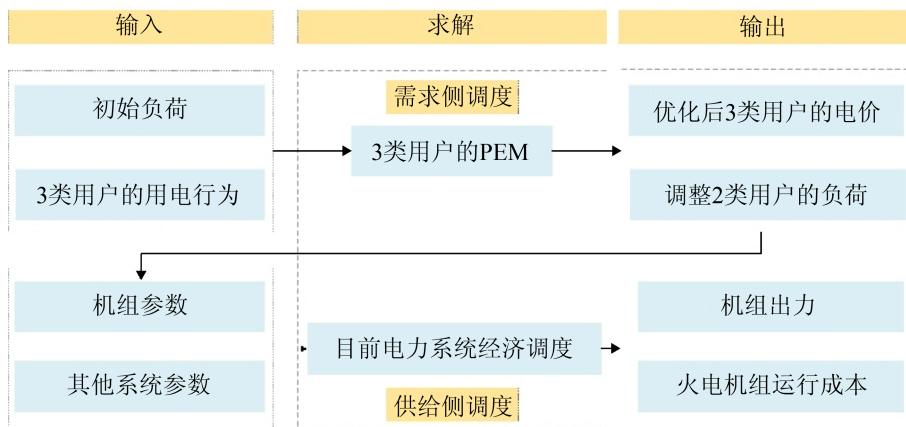 输入
求解
输出
需求侧调度
初始负荷
3类用户的用电行为
3类用户的PEM
优化后3类用户的电价
调整2类用户的负荷
机组参数
其他系统参数
目前电力系统经济调度
供给侧调度
机组出力
火电机组运行成本